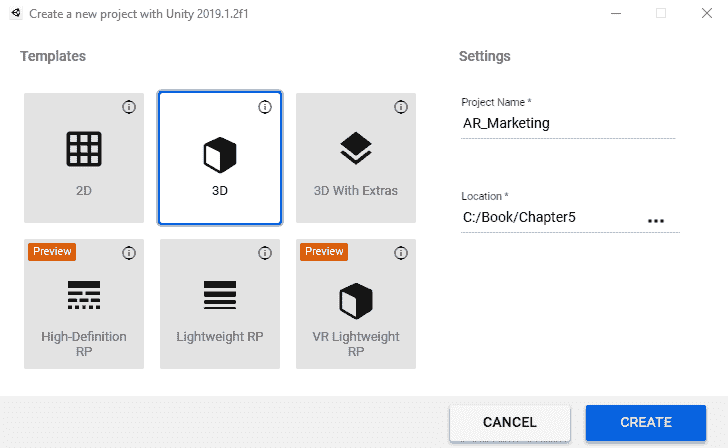 Create a new project with Unity 2019.1.2f1
Templates
Settings
2D
3D
3D With Extras
Project Name *
AR_Marketing
Location *
C:/Book/Chapter5
...
Preview
High-Definition
RP
Lightweight RP
Preview
VR Lightweight
RP
CANCEL
CREATE